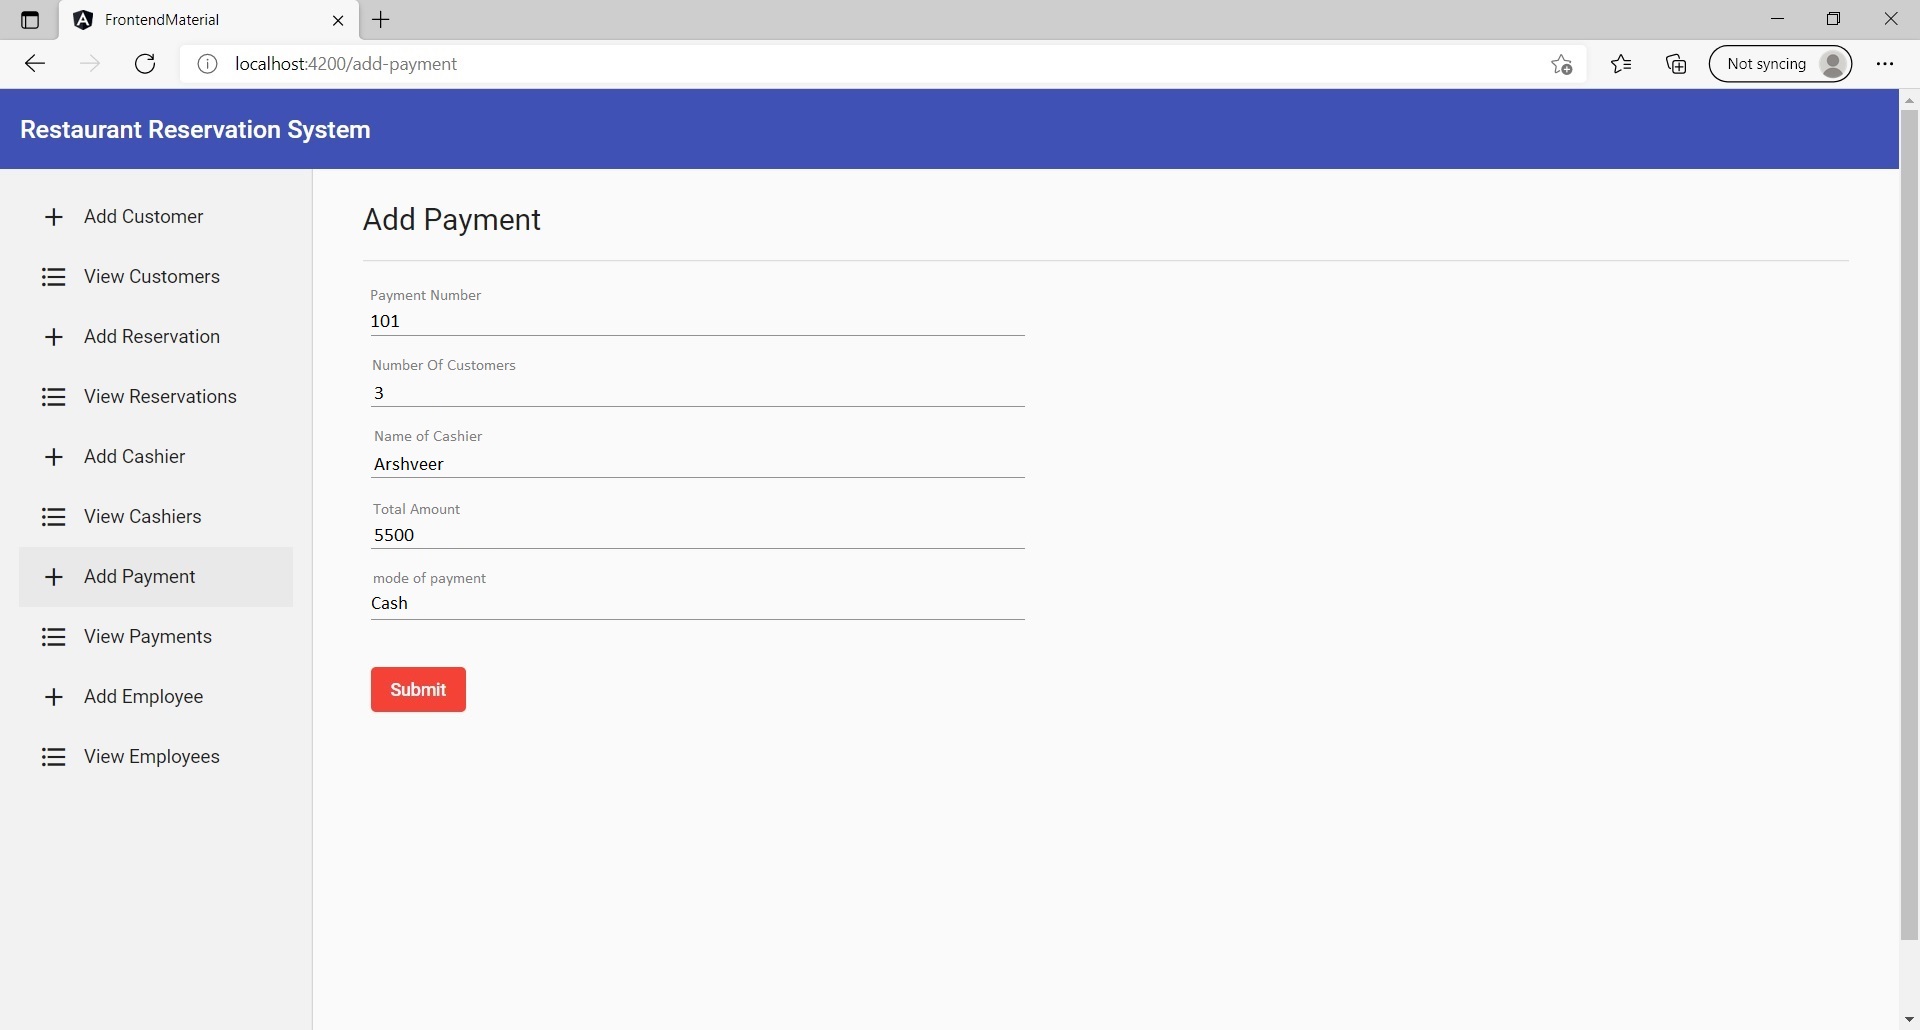 FrontendMaterial
localhost:4200/add-payment
Not syncing
Restaurant Reservation System
Add Customer
View Customers
Add Reservation
View Reservations
Add Cashier
View Cashiers
Add Payment
View Payments
Add Employee
View Employees
Add Payment
Payment Number
101
Number Of Customers
3
Name of Cashier
Arshveer
Total Amount
5500
mode of payment
Cash
Submit